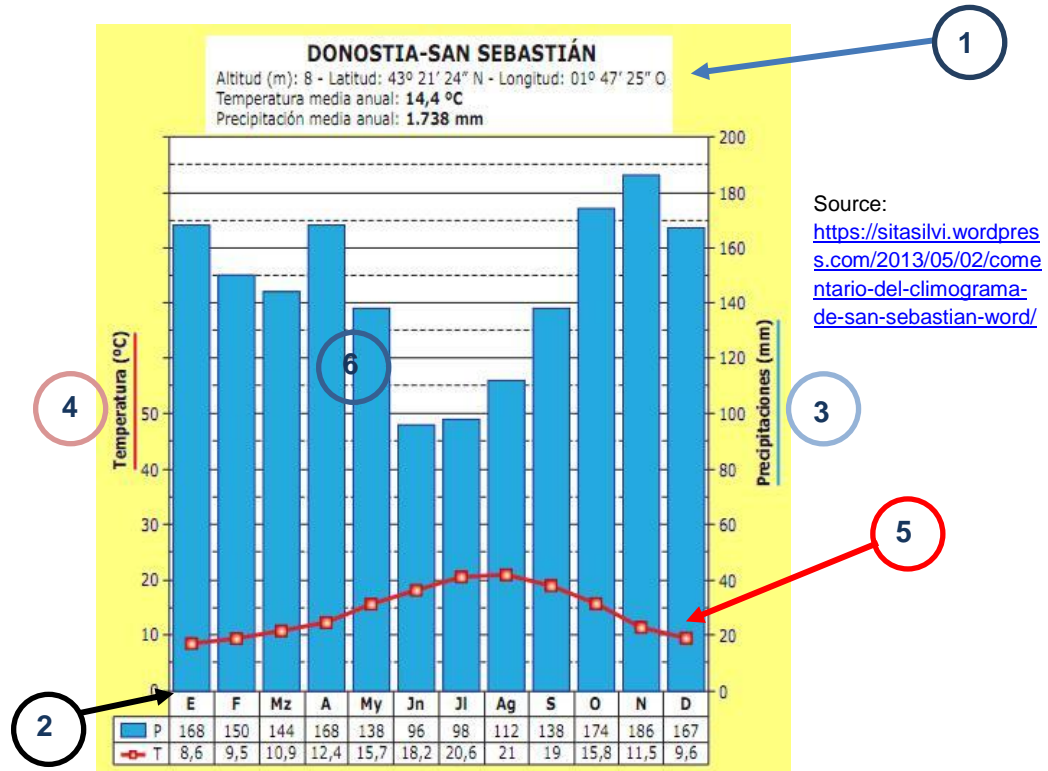 1
DONOSTIA-SAN SEBASTIÁN
Altitud (m): 8 - Latitud: 43º 21′ 24″ N - Longitud: 01º 47′ 25″ O
Temperatura media anual: 14,4 ºC
Precipitación media anual: 1.738 mm
200
180
160
140
120
100
80
60
40
20
0
Precipitaciones (mm)
3
Source:
https://sitasilvi.wordpres
s.com/2013/05/02/come
ntario-del-climograma-
de-san-sebastian-word/
6
4
Temperatura (ºC)
50
40
30
20
10
0
5
2
E F Mz A My Jn Jl Ag S O N D
P 168 150 144 168 138 96 98 112 138 174 186 167
T 8,6 9,5 10,9 12,4 15,7 18,2 20,6 21 19 15,8 11,5 9,6